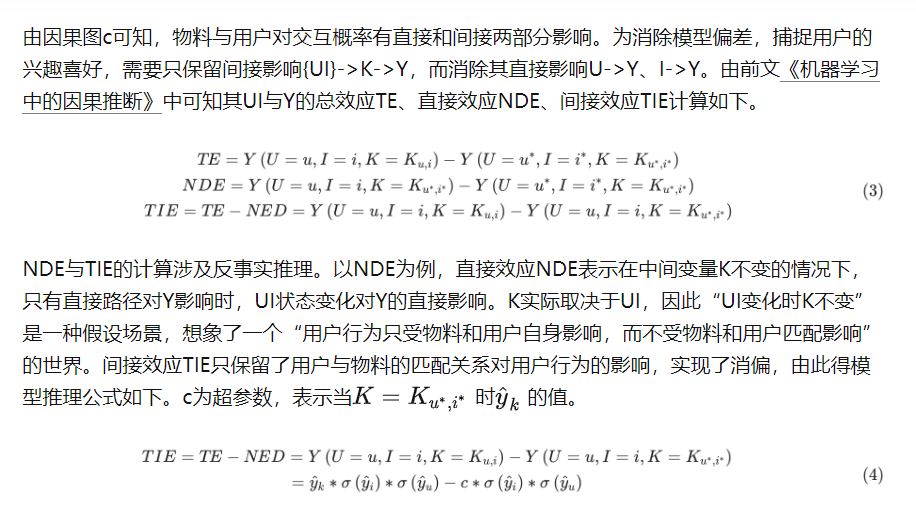 由因果图c可知，物料与用户对交互概率有直接和间接两部分影响。为消除模型偏差，捕捉用户的
兴趣喜好，需要只保留间接影响{UI}->K->Y，而消除其直接影响U->Y、I->Y。由前文《机器学习
中的因果推断》中可知其UI与Y的总效应TE、直接效应NDE、间接效应TIE计算如下。
TE = Y (U = u, I = i, K = K_{u,i}) − Y (U = u*, I = i*, K = K_{u*,i*})
NDE = Y (U = u, I = i, K = K_{u*,i*}) − Y (U = u*, I = i*, K = K_{u*,i*})
(3)
TIE = TE − NED = Y (U = u, I = i, K = K_{u,i}) − Y (U = u, I = i, K = K_{u*,i*})
NDE与TIE的计算涉及反事实推理。以NDE为例，直接效应NDE表示在中间变量K不变的情况下，
只有直接路径对Y影响时，UI状态变化对Y的直接影响。K实际取决于UI，因此“UI变化时K不变”
是一种假设场景，想象了一个“用户行为只受物料和用户自身影响，而不受物料和用户匹配影响”
的世界。间接效应TIE只保留了用户与物料的匹配关系对用户行为的影响，实现了消偏，由此得模
型推理公式如下。c为超参数，表示当K = K_{u*,i*} 时ŷ_k 的值。
TIE = TE − NED = Y (U = u, I = i, K = K_{u,i}) − Y (U = u, I = i, K = K_{u*,i*})
(4)
= ŷ_k * σ (ŷ_i) * σ (ŷ_u) − c * σ (ŷ_i) * σ (ŷ_u)